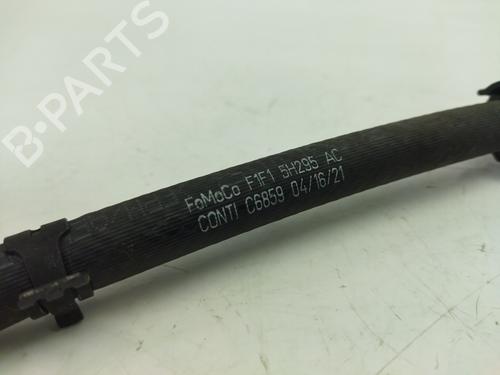 B-PARTS
FoMoCo F1F1 5H295 AC
CONTI C6859 04/16/21